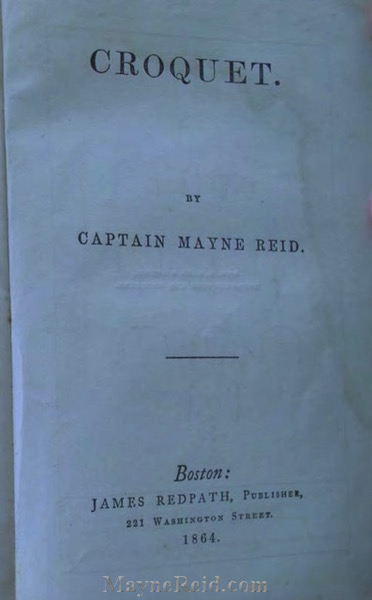 CROQUET.
BY
CAPTAIN MAYNE REID.
Boston:
JAMES REDPATH, PUBLISHER,
221 WASHINGTON STREET.
1864.
MayneReid.com